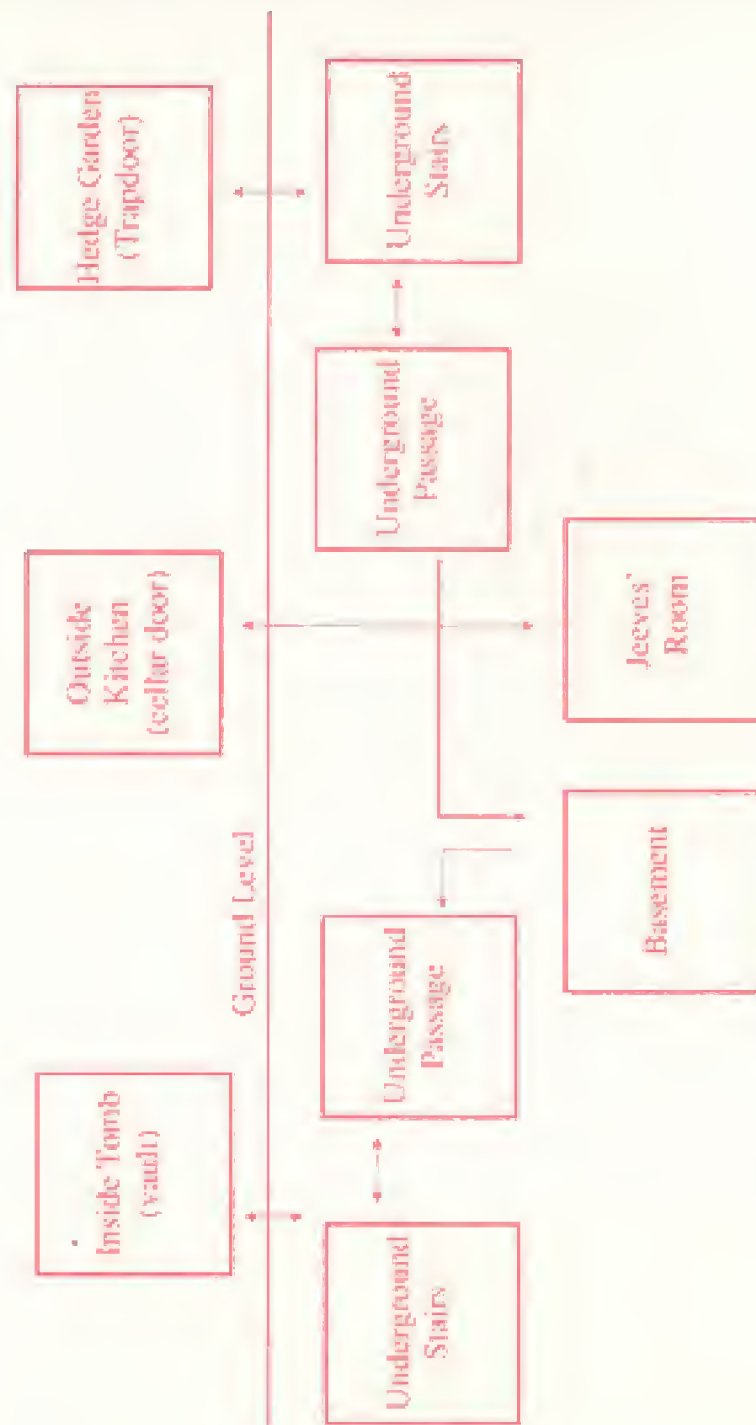 Inside Tomb
(vault)
Outside
Kitchen
(cellar door)
Hedge Garden
(Trapdoor)
Ground Level
Underground
Stairs
Underground
Passage
Underground
Passage
Underground
Stairs
Basement
Jeeves'
Room